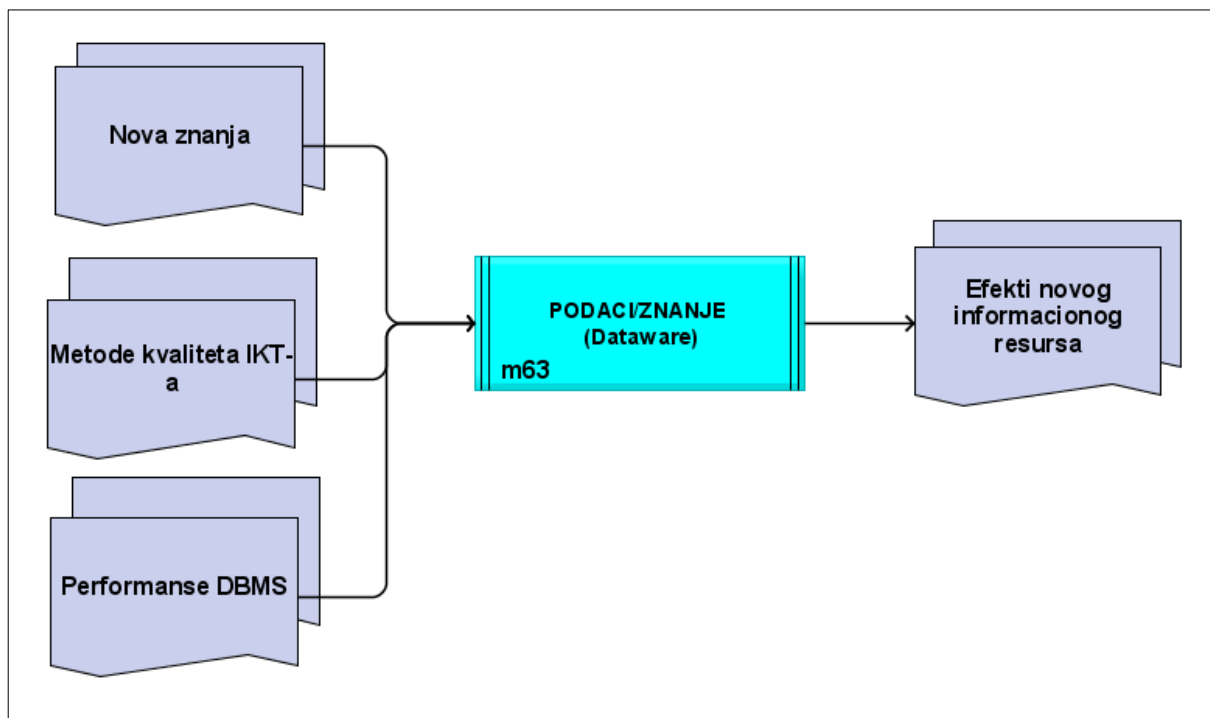 Nova znanja
Metode kvaliteta IKT-
a
Performanse DBMS
PODACI/ZNANJE
(Dataware)
m63
Efekti novog
informacionog
resursa